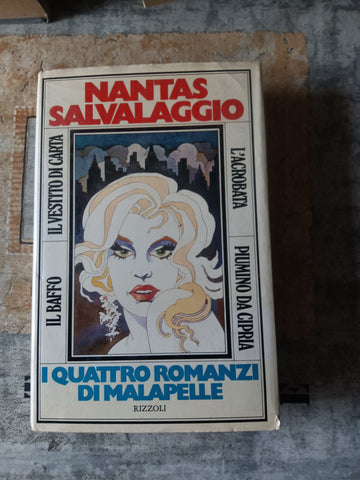 NANTAS
SALVALAGGIO
IL BAFFO
IL VESTITO DI CARTA
L'ACROBATA
PIUMINO DA CIPRIA
I QUATTRO ROMANZI
DI MALAPELLE
RIZZOLI